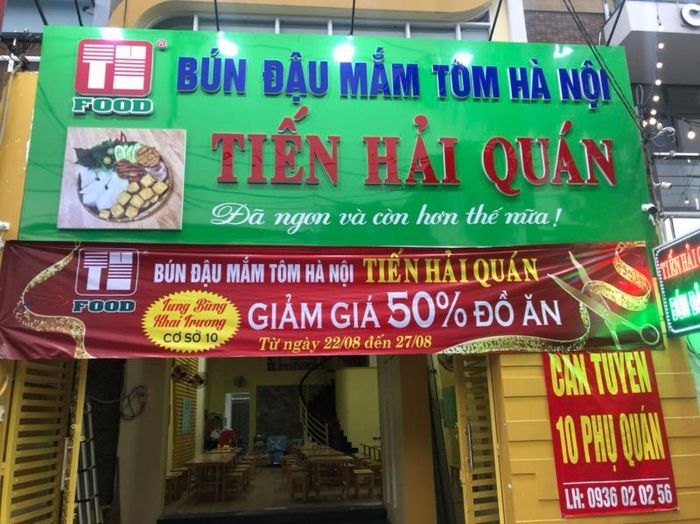 TH
FOOD
®
BÚN ĐẬU MẮM TÔM HÀ NỘI
TIẾN HẢI QUÁN
Đã ngon và còn hơn thế nữa!
TH
FOOD
BÚN ĐẬU MẮM TÔM HÀ NỘI TIẾN HẢI QUÁN
Tưng Bừng
Khai Trương
CƠ SỞ 10
GIẢM GIÁ 50% ĐỒ ĂN
Từ ngày 22/08 đến 27/08
TIẾN HẢI
BÚN
CẦN TUYỂN
10 PHỤ QUÁN
LH: 0936 02 02 56